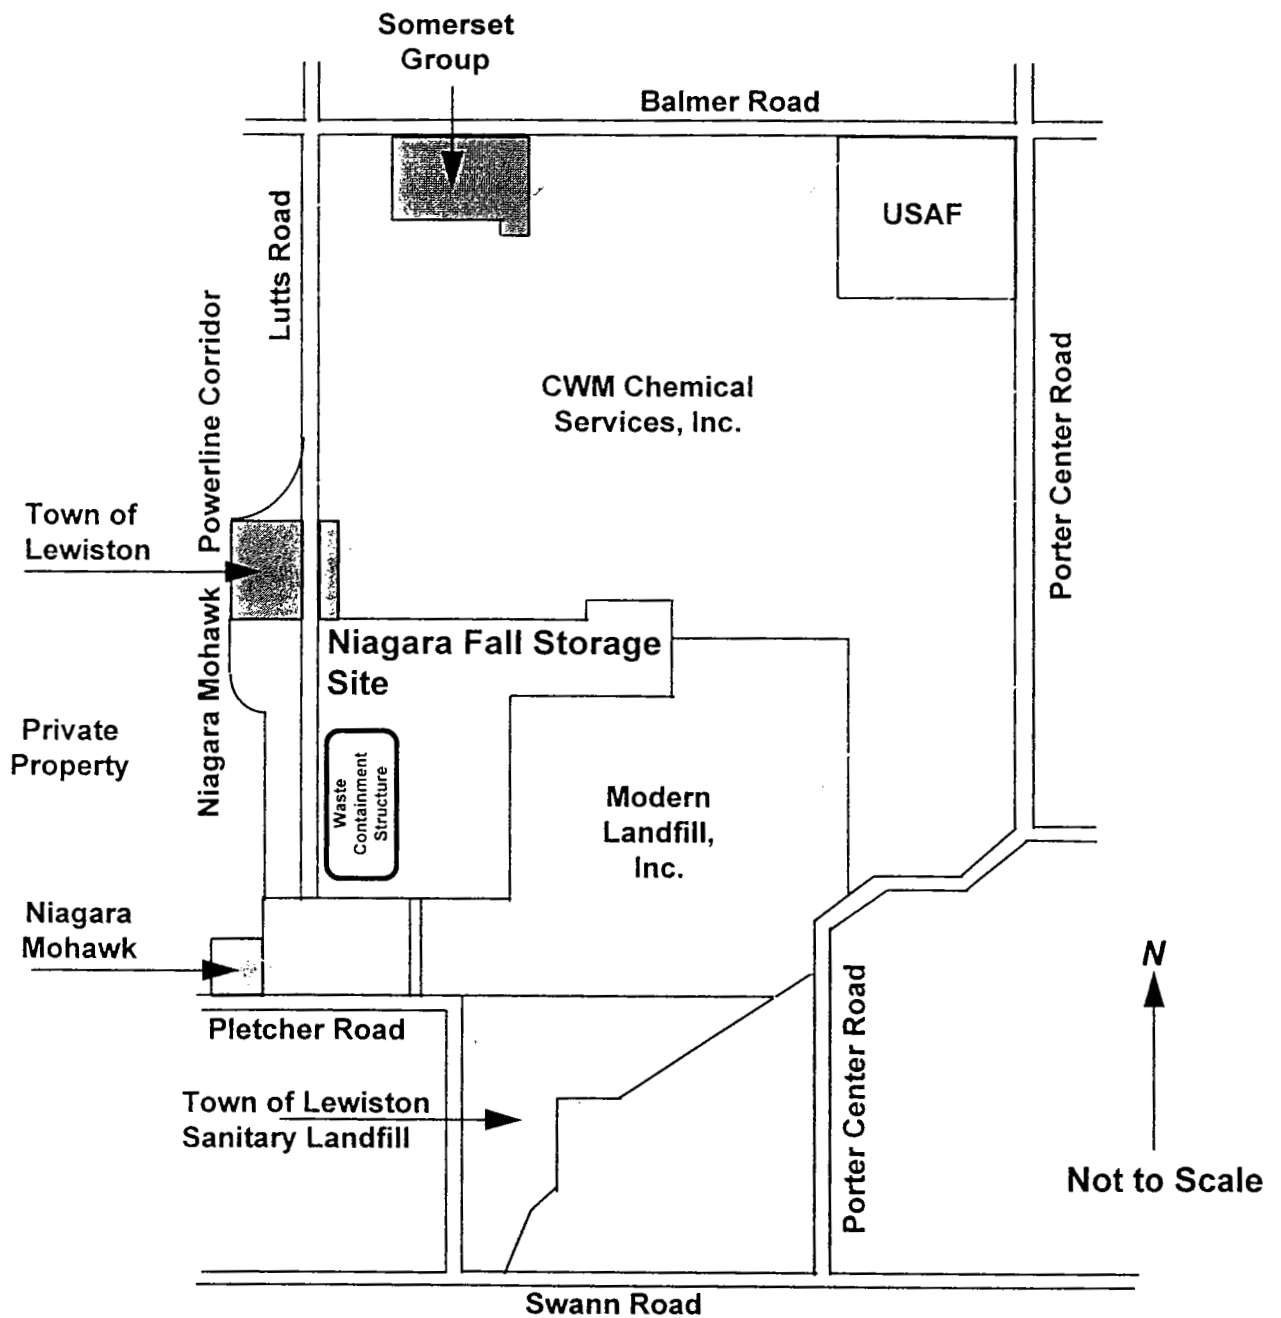 Somerset
Group
Balmer Road
USAF
Lutts Road
CWM Chemical
Services, Inc.
Porter Center Road
Niagara Mohawk Powerline Corridor
Town of
Lewiston
Niagara Fall Storage
Site
Private
Property
Waste
Containment
Structure
Modern
Landfill,
Inc.
Niagara
Mohawk
N
Pletcher Road
Porter Center Road
Town of Lewiston
Sanitary Landfill
Not to Scale
Swann Road